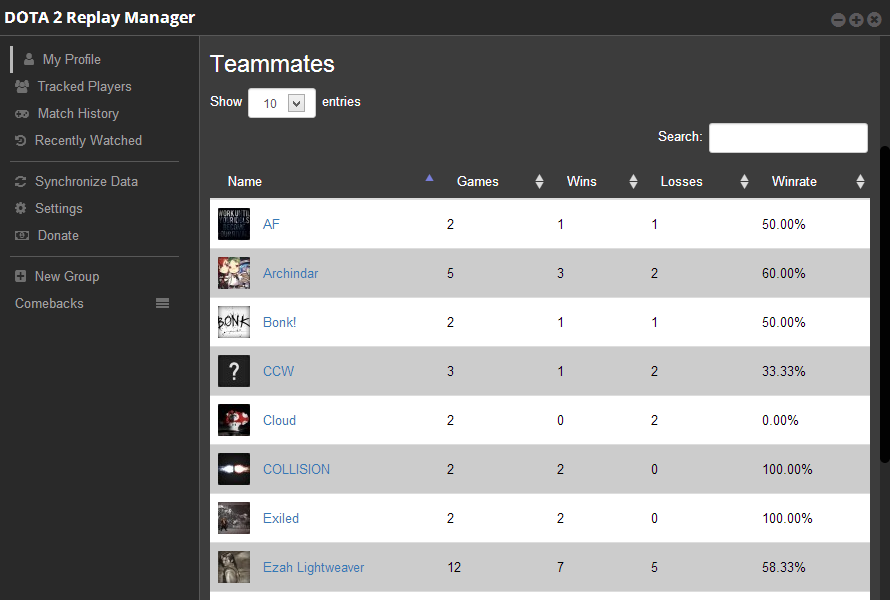 DOTA 2 Replay Manager
My Profile
Tracked Players
Match History
Recently Watched
Synchronize Data
Settings
Donate
New Group
Comebacks
Teammates
Show 10 entries
Search:
Name Games Wins Losses Winrate
AF 2 1 1 50.00%
Archindar 5 3 2 60.00%
BONK
Bonk! 2 1 1 50.00%
?
CCW 3 1 2 33.33%
Cloud 2 0 2 0.00%
COLLISION 2 2 0 100.00%
Exiled 2 2 0 100.00%
Ezah Lightweaver 12 7 5 58.33%